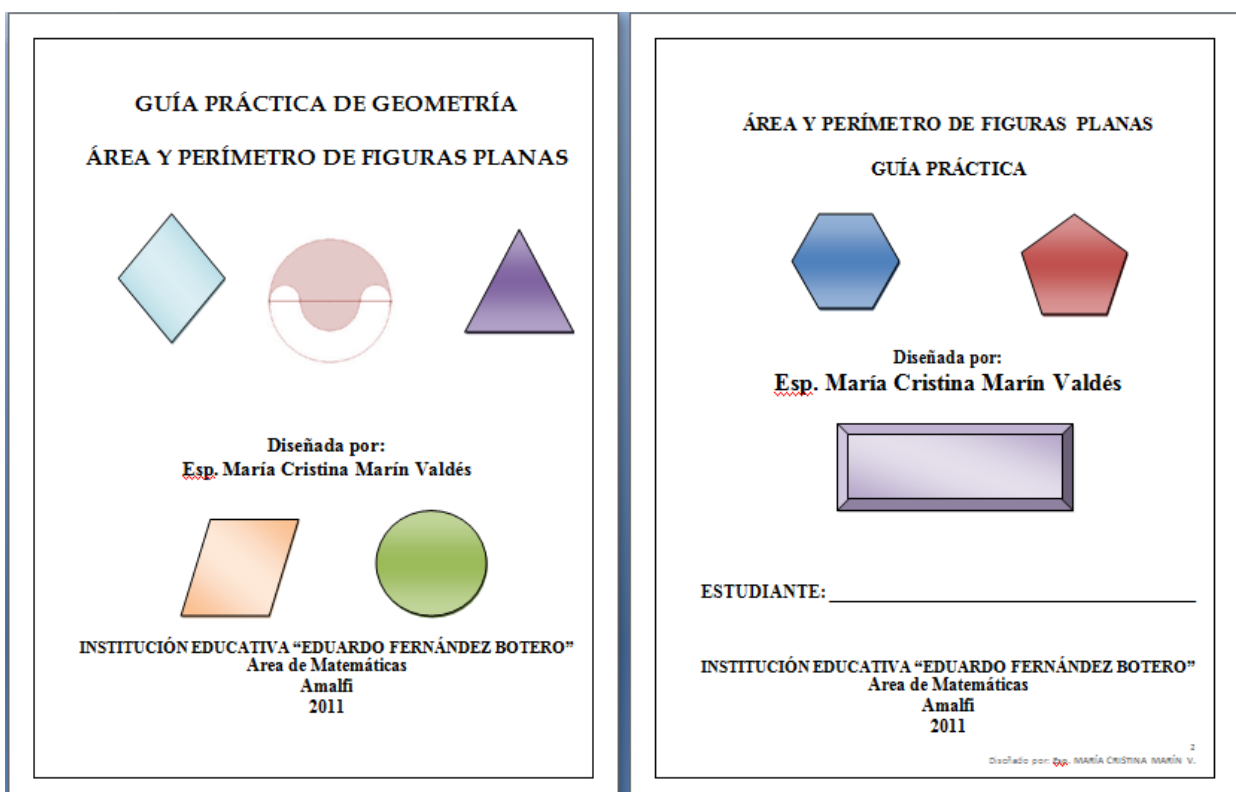 GUÍA PRÁCTICA DE GEOMETRÍA
ÁREA Y PERÍMETRO DE FIGURAS PLANAS
Diseñada por:
Esp. María Cristina Marín Valdés
INSTITUCIÓN EDUCATIVA “EDUARDO FERNÁNDEZ BOTERO”
Area de Matemáticas
Amalfi
2011
ÁREA Y PERÍMETRO DE FIGURAS PLANAS
GUÍA PRÁCTICA
Diseñada por:
Esp. María Cristina Marín Valdés
ESTUDIANTE:
INSTITUCIÓN EDUCATIVA “EDUARDO FERNÁNDEZ BOTERO”
Area de Matemáticas
Amalfi
2011
2
Diseñado por: Esp. MARÍA CRISTINA MARÍN V.